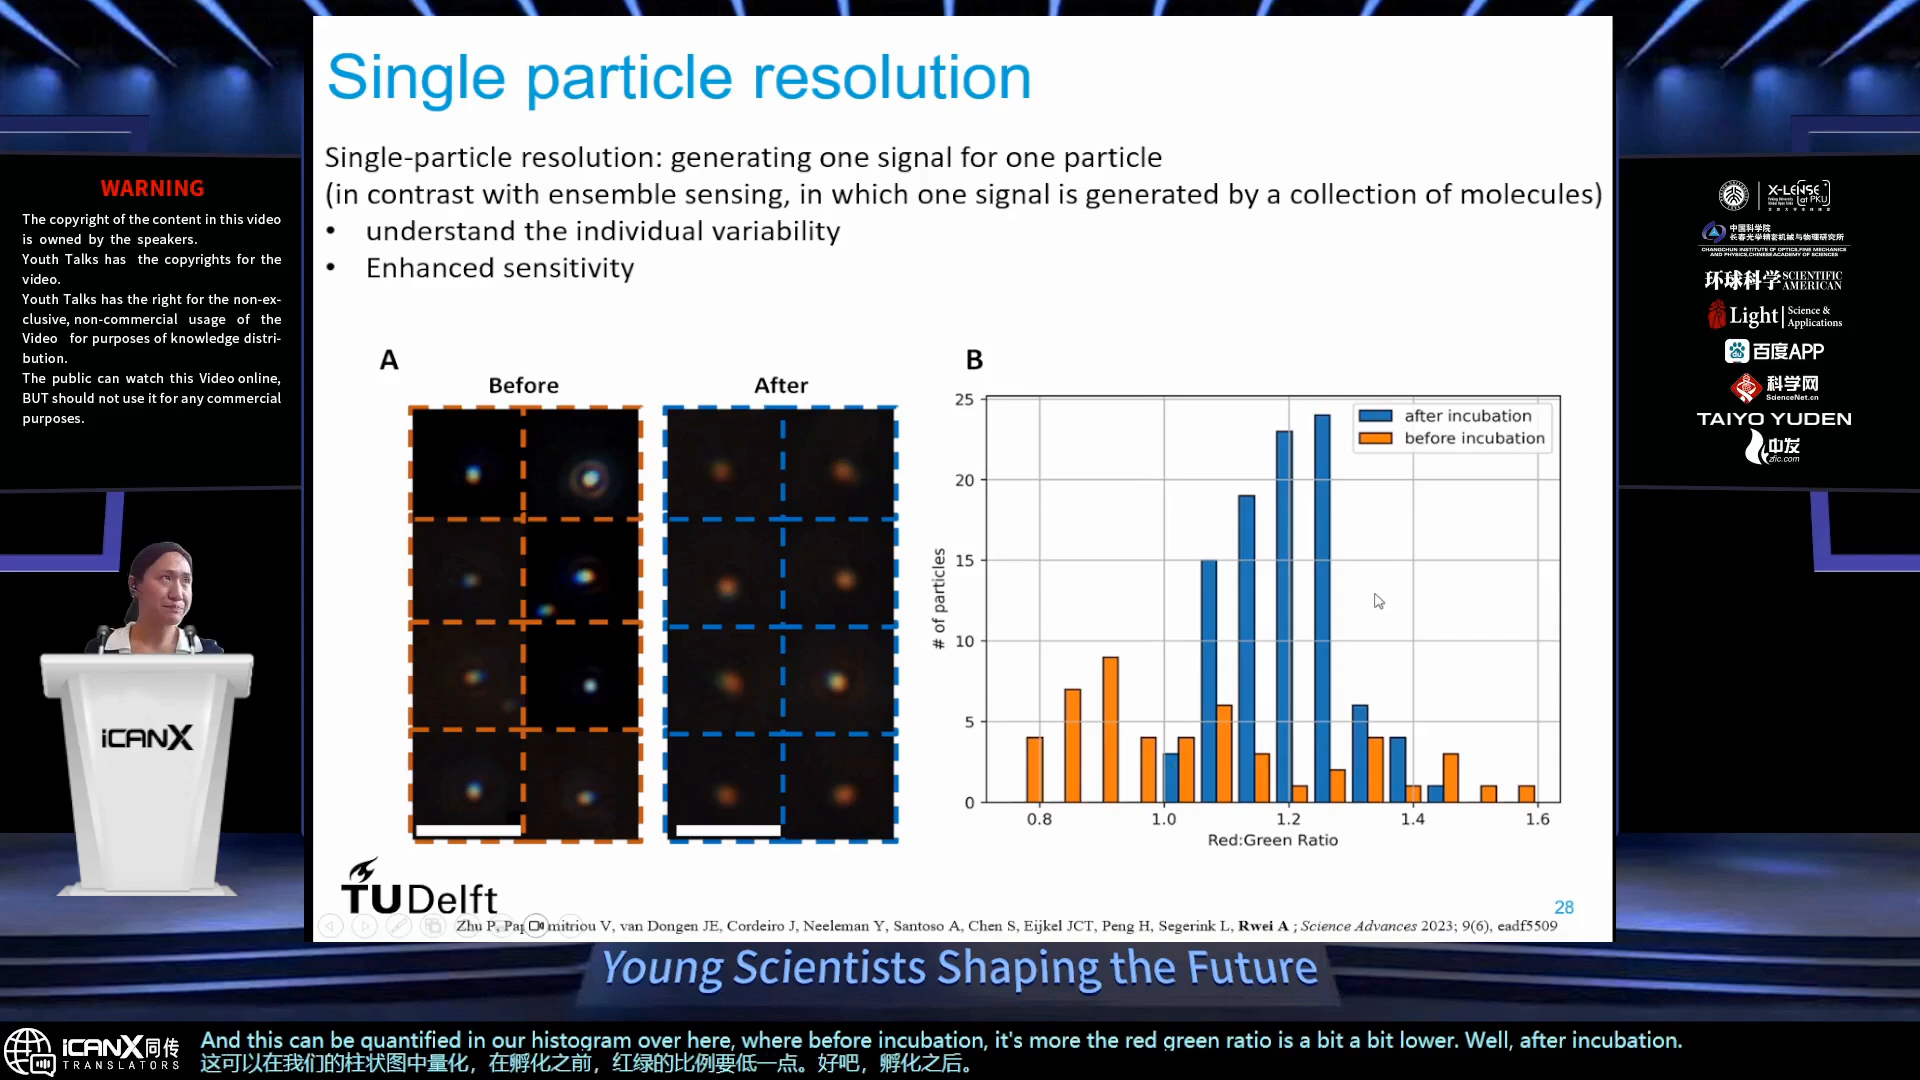 Single particle resolution
Single-particle resolution: generating one signal for one particle
(in contrast with ensemble sensing, in which one signal is generated by a collection of molecules)
• understand the individual variability
• Enhanced sensitivity
A
Before
After
B
25
20
15
10
5
0
# of particles
after incubation
before incubation
0.8 1.0 1.2 1.4 1.6
Red:Green Ratio
TUDelft
28
Zhu P, Pap mitriou V, van Dongen JE, Cordeiro J, Neeleman Y, Santoso A, Chen S, Eijkel JCT, Peng H, Segerink L, Rwei A ; Science Advances 2023; 9(6), eadf5509
WARNING
The copyright of the content in this video
is owned by the speakers.
Youth Talks has the copyrights for the
video.
Youth Talks has the right for the non-ex-
clusive, non-commercial usage of the
Video for purposes of knowledge distri-
bution.
The public can watch this Video online,
BUT should not use it for any commercial
purposes.
iCANX
X-LENSE
at PKU
中国科学院
长春光学精密机械与物理研究所
CHANGCHUN INSTITUTE OF OPTICS, FINE MECHANICS
AND PHYSICS, CHINESE ACADEMY OF SCIENCES
环球科学 SCIENTIFIC
AMERICAN
Light | Science &
Applications
百度APP
科学网
ScienceNet.cn
TAIYO YUDEN
中发
zfic.com
Young Scientists Shaping the Future
iCANX同传
TRANSLATORS
And this can be quantified in our histogram over here, where before incubation, it's more the red green ratio is a bit a bit lower. Well, after incubation.
这可以在我们的柱状图中量化，在孵化之前，红绿的比例要低一点。好吧，孵化之后。